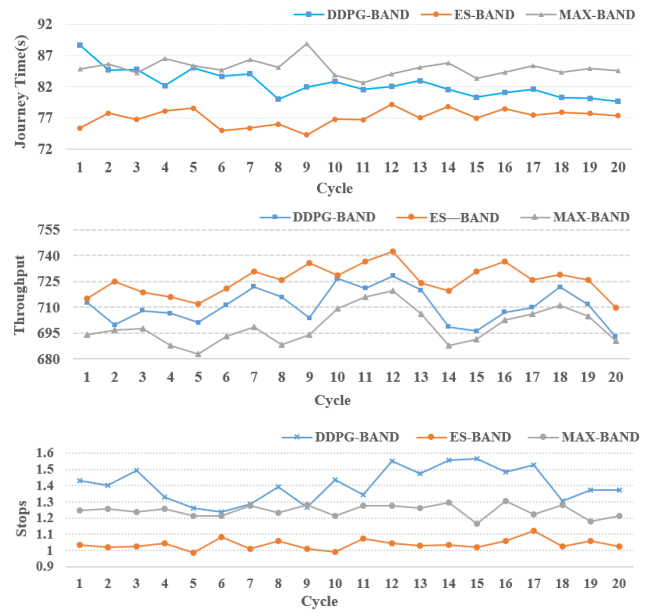 DDPG-BAND ES-BAND MAX-BAND
Journey Time(s)
92
87
82
77
72
1 2 3 4 5 6 7 8 9 10 11 12 13 14 15 16 17 18 19 20
Cycle
DDPG-BAND ES—BAND MAX-BAND
Throughput
755
740
725
710
695
680
1 2 3 4 5 6 7 8 9 10 11 12 13 14 15 16 17 18 19 20
Cycle
DDPG-BAND ES-BAND MAX-BAND
Stops
1.6
1.5
1.4
1.3
1.2
1.1
1
0.9
1 2 3 4 5 6 7 8 9 10 11 12 13 14 15 16 17 18 19 20
Cycle